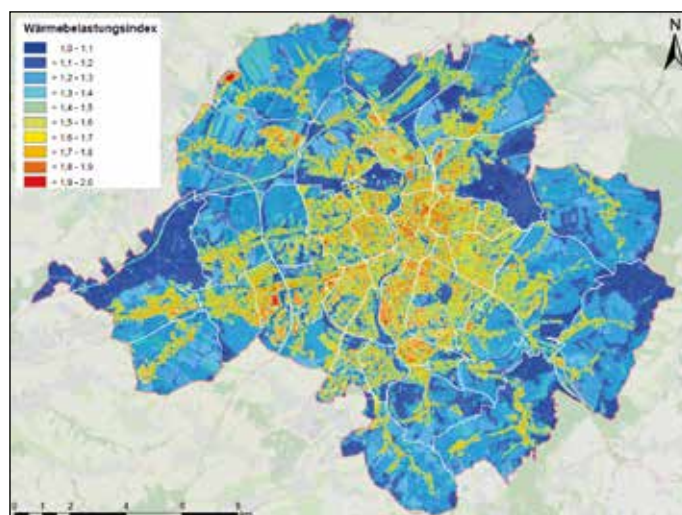 Wärmebelastungsindex
N
1,0 - 1,1
> 1,1 - 1,2
> 1,2 - 1,3
> 1,3 - 1,4
> 1,4 - 1,5
> 1,5 - 1,6
> 1,6 - 1,7
> 1,7 - 1,8
> 1,8 - 1,9
> 1,9 - 2,0
0 1 2 4 6 8